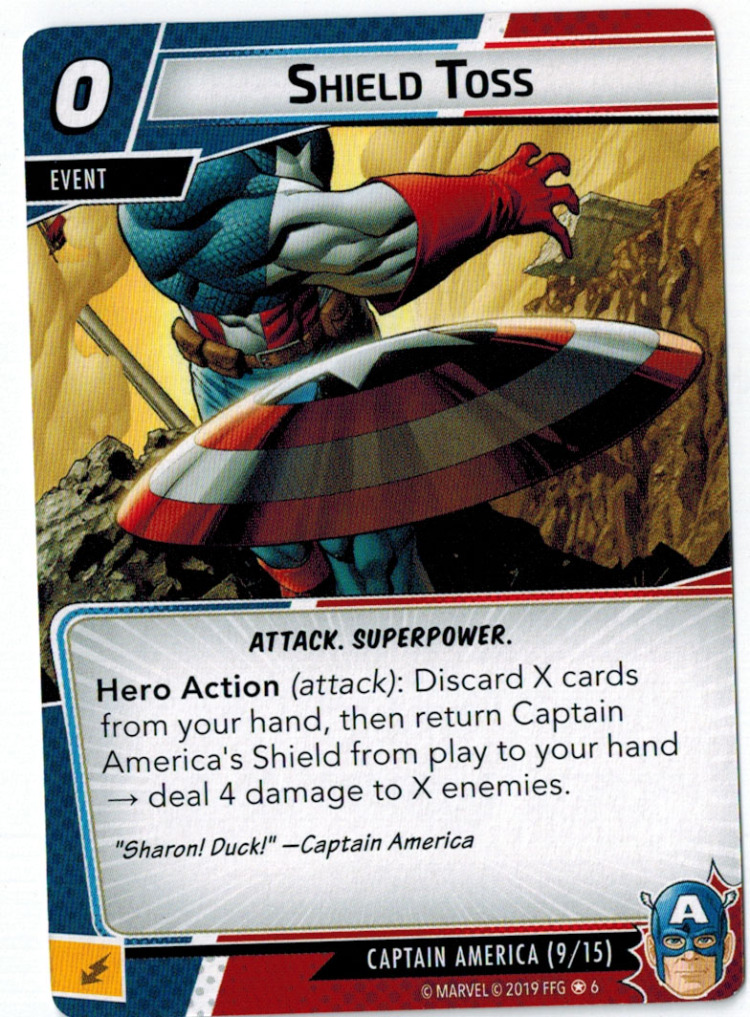 0
SHIELD TOSS
EVENT
ATTACK. SUPERPOWER.
Hero Action (attack): Discard X cards
from your hand, then return Captain
America's Shield from play to your hand
→ deal 4 damage to X enemies.
"Sharon! Duck!" —Captain America
A
CAPTAIN AMERICA (9/15)
© MARVEL © 2019 FFG ✪ 6